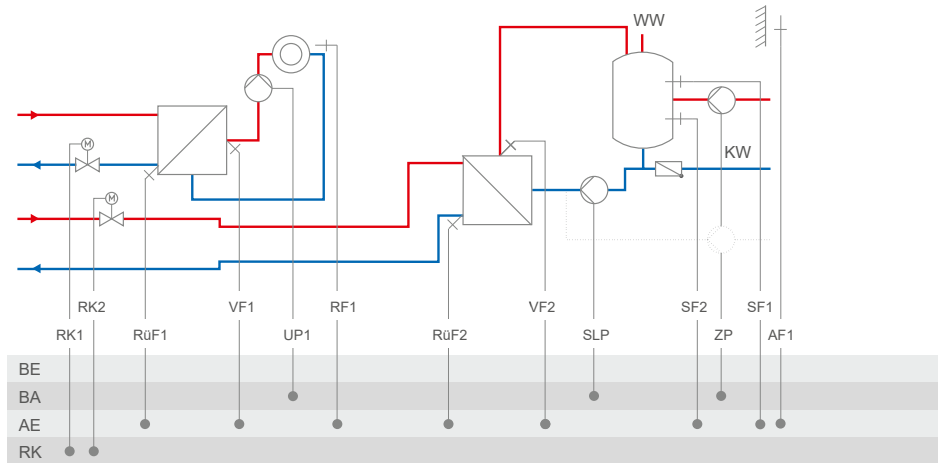 WW
M
KW
M
RK2 VF1 RF1 VF2 SF2 SF1
RK1 RüF1 UP1 RüF2 SLP ZP AF1
BE
BA
AE
RK